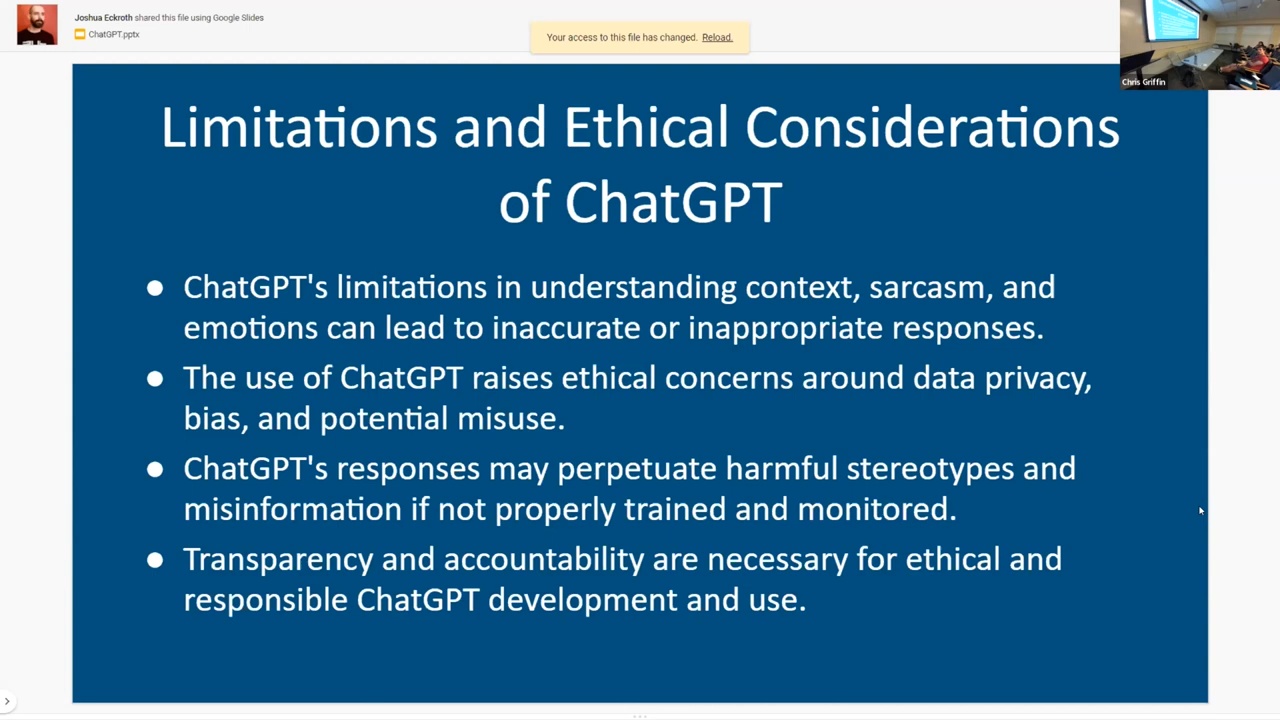 Joshua Eckroth shared this file using Google Slides
ChatGPT.pptx
Your access to this file has changed. Reload.
Chris Griffin
Limitations and Ethical Considerations
of ChatGPT
● ChatGPT's limitations in understanding context, sarcasm, and
emotions can lead to inaccurate or inappropriate responses.
● The use of ChatGPT raises ethical concerns around data privacy,
bias, and potential misuse.
● ChatGPT's responses may perpetuate harmful stereotypes and
misinformation if not properly trained and monitored.
● Transparency and accountability are necessary for ethical and
responsible ChatGPT development and use.